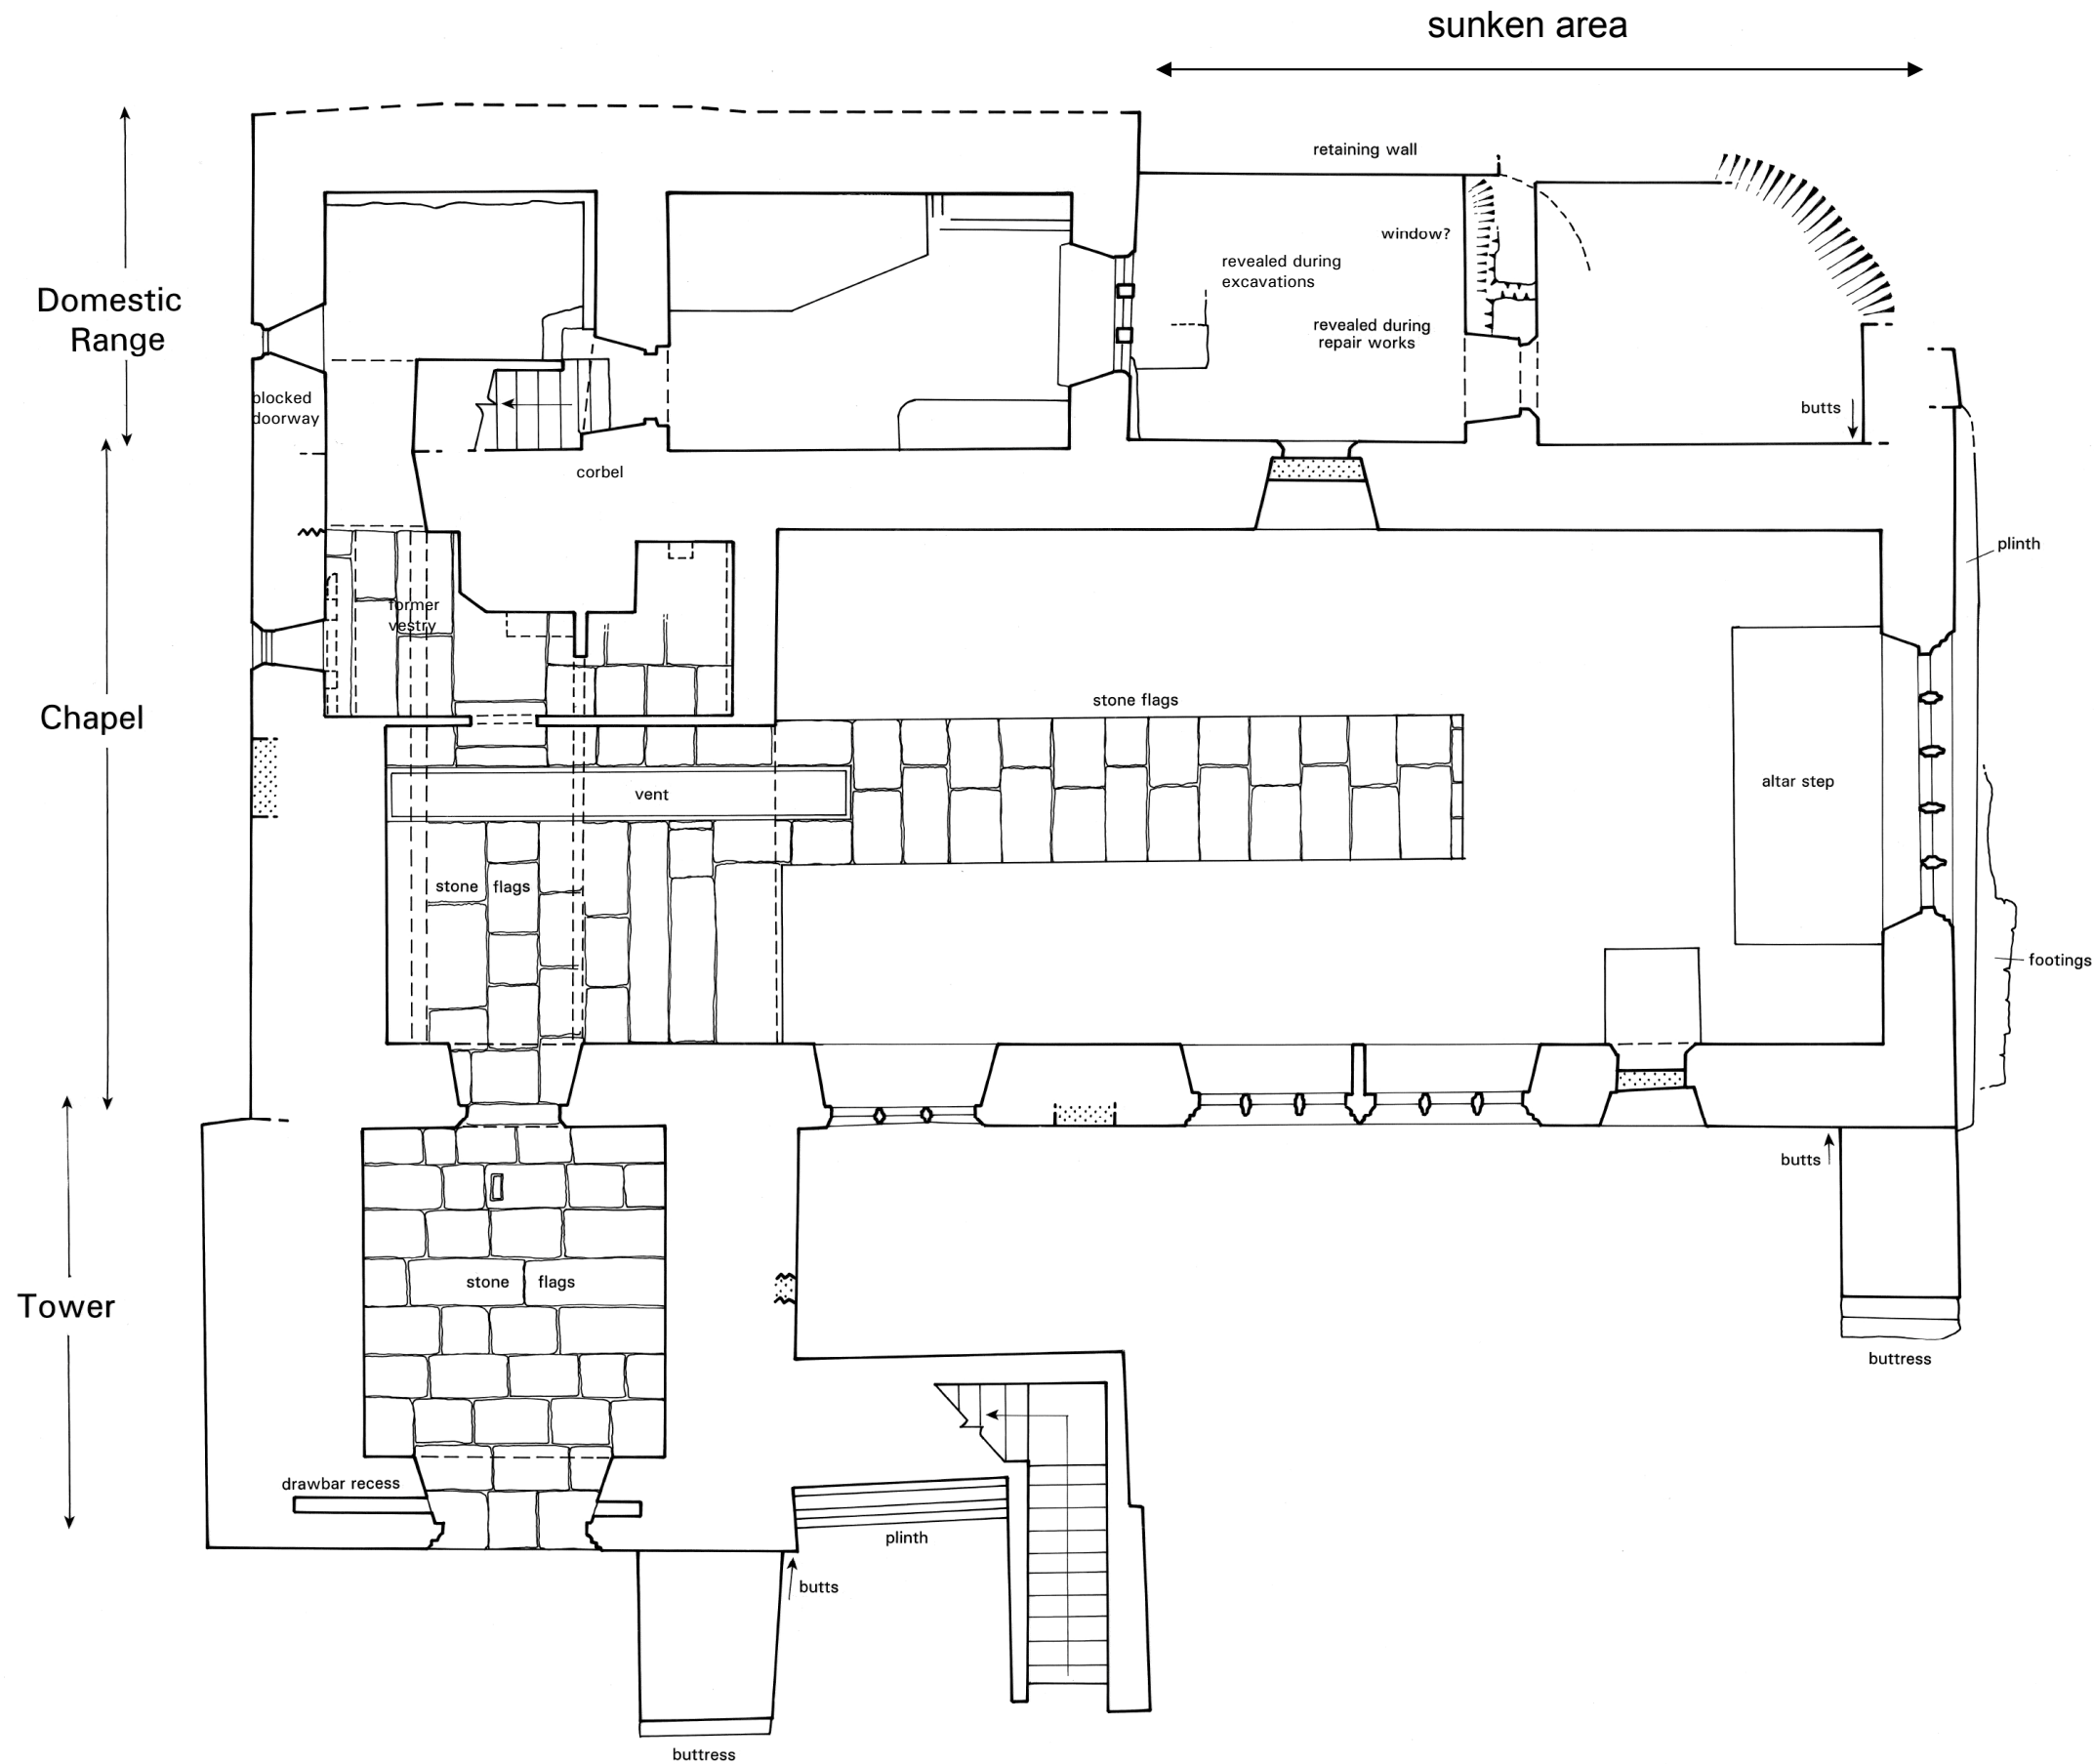 sunken area
retaining wall
window?
revealed during
excavations
revealed during
repair works
Domestic
Range
blocked
doorway
butts
corbel
plinth
former
vestry
stone flags
Chapel
vent
altar step
stone flags
footings
butts
stone flags
Tower
buttress
drawbar recess
plinth
butts
buttress